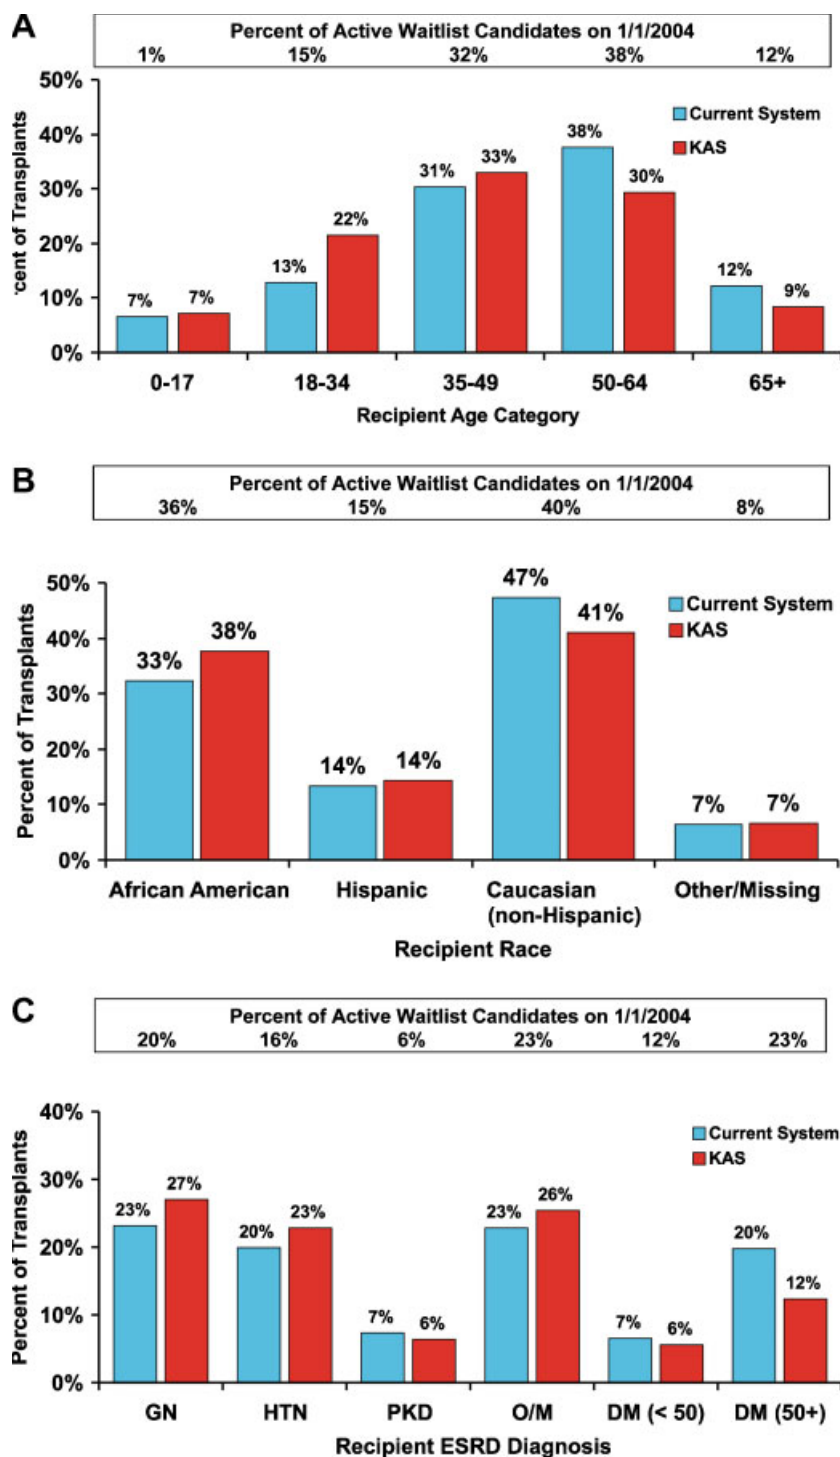 A
Percent of Active Waitlist Candidates on 1/1/2004
1% 15% 32% 38% 12%
50%
40%
30%
20%
10%
0%
cent of Transplants
Current System
KAS
7% 7% 13% 22% 31% 33% 38% 30% 12% 9%
0-17 18-34 35-49 50-64 65+
Recipient Age Category
B
Percent of Active Waitlist Candidates on 1/1/2004
36% 15% 40% 8%
50%
40%
30%
20%
10%
0%
Percent of Transplants
Current System
KAS
33% 38% 14% 14% 47% 41% 7% 7%
African American Hispanic Caucasian Other/Missing
(non-Hispanic)
Recipient Race
C
Percent of Active Waitlist Candidates on 1/1/2004
20% 16% 6% 23% 12% 23%
40%
30%
20%
10%
0%
Percent of Transplants
Current System
KAS
23% 27% 20% 23% 7% 6% 23% 26% 7% 6% 20% 12%
GN HTN PKD O/M DM (< 50) DM (50+)
Recipient ESRD Diagnosis